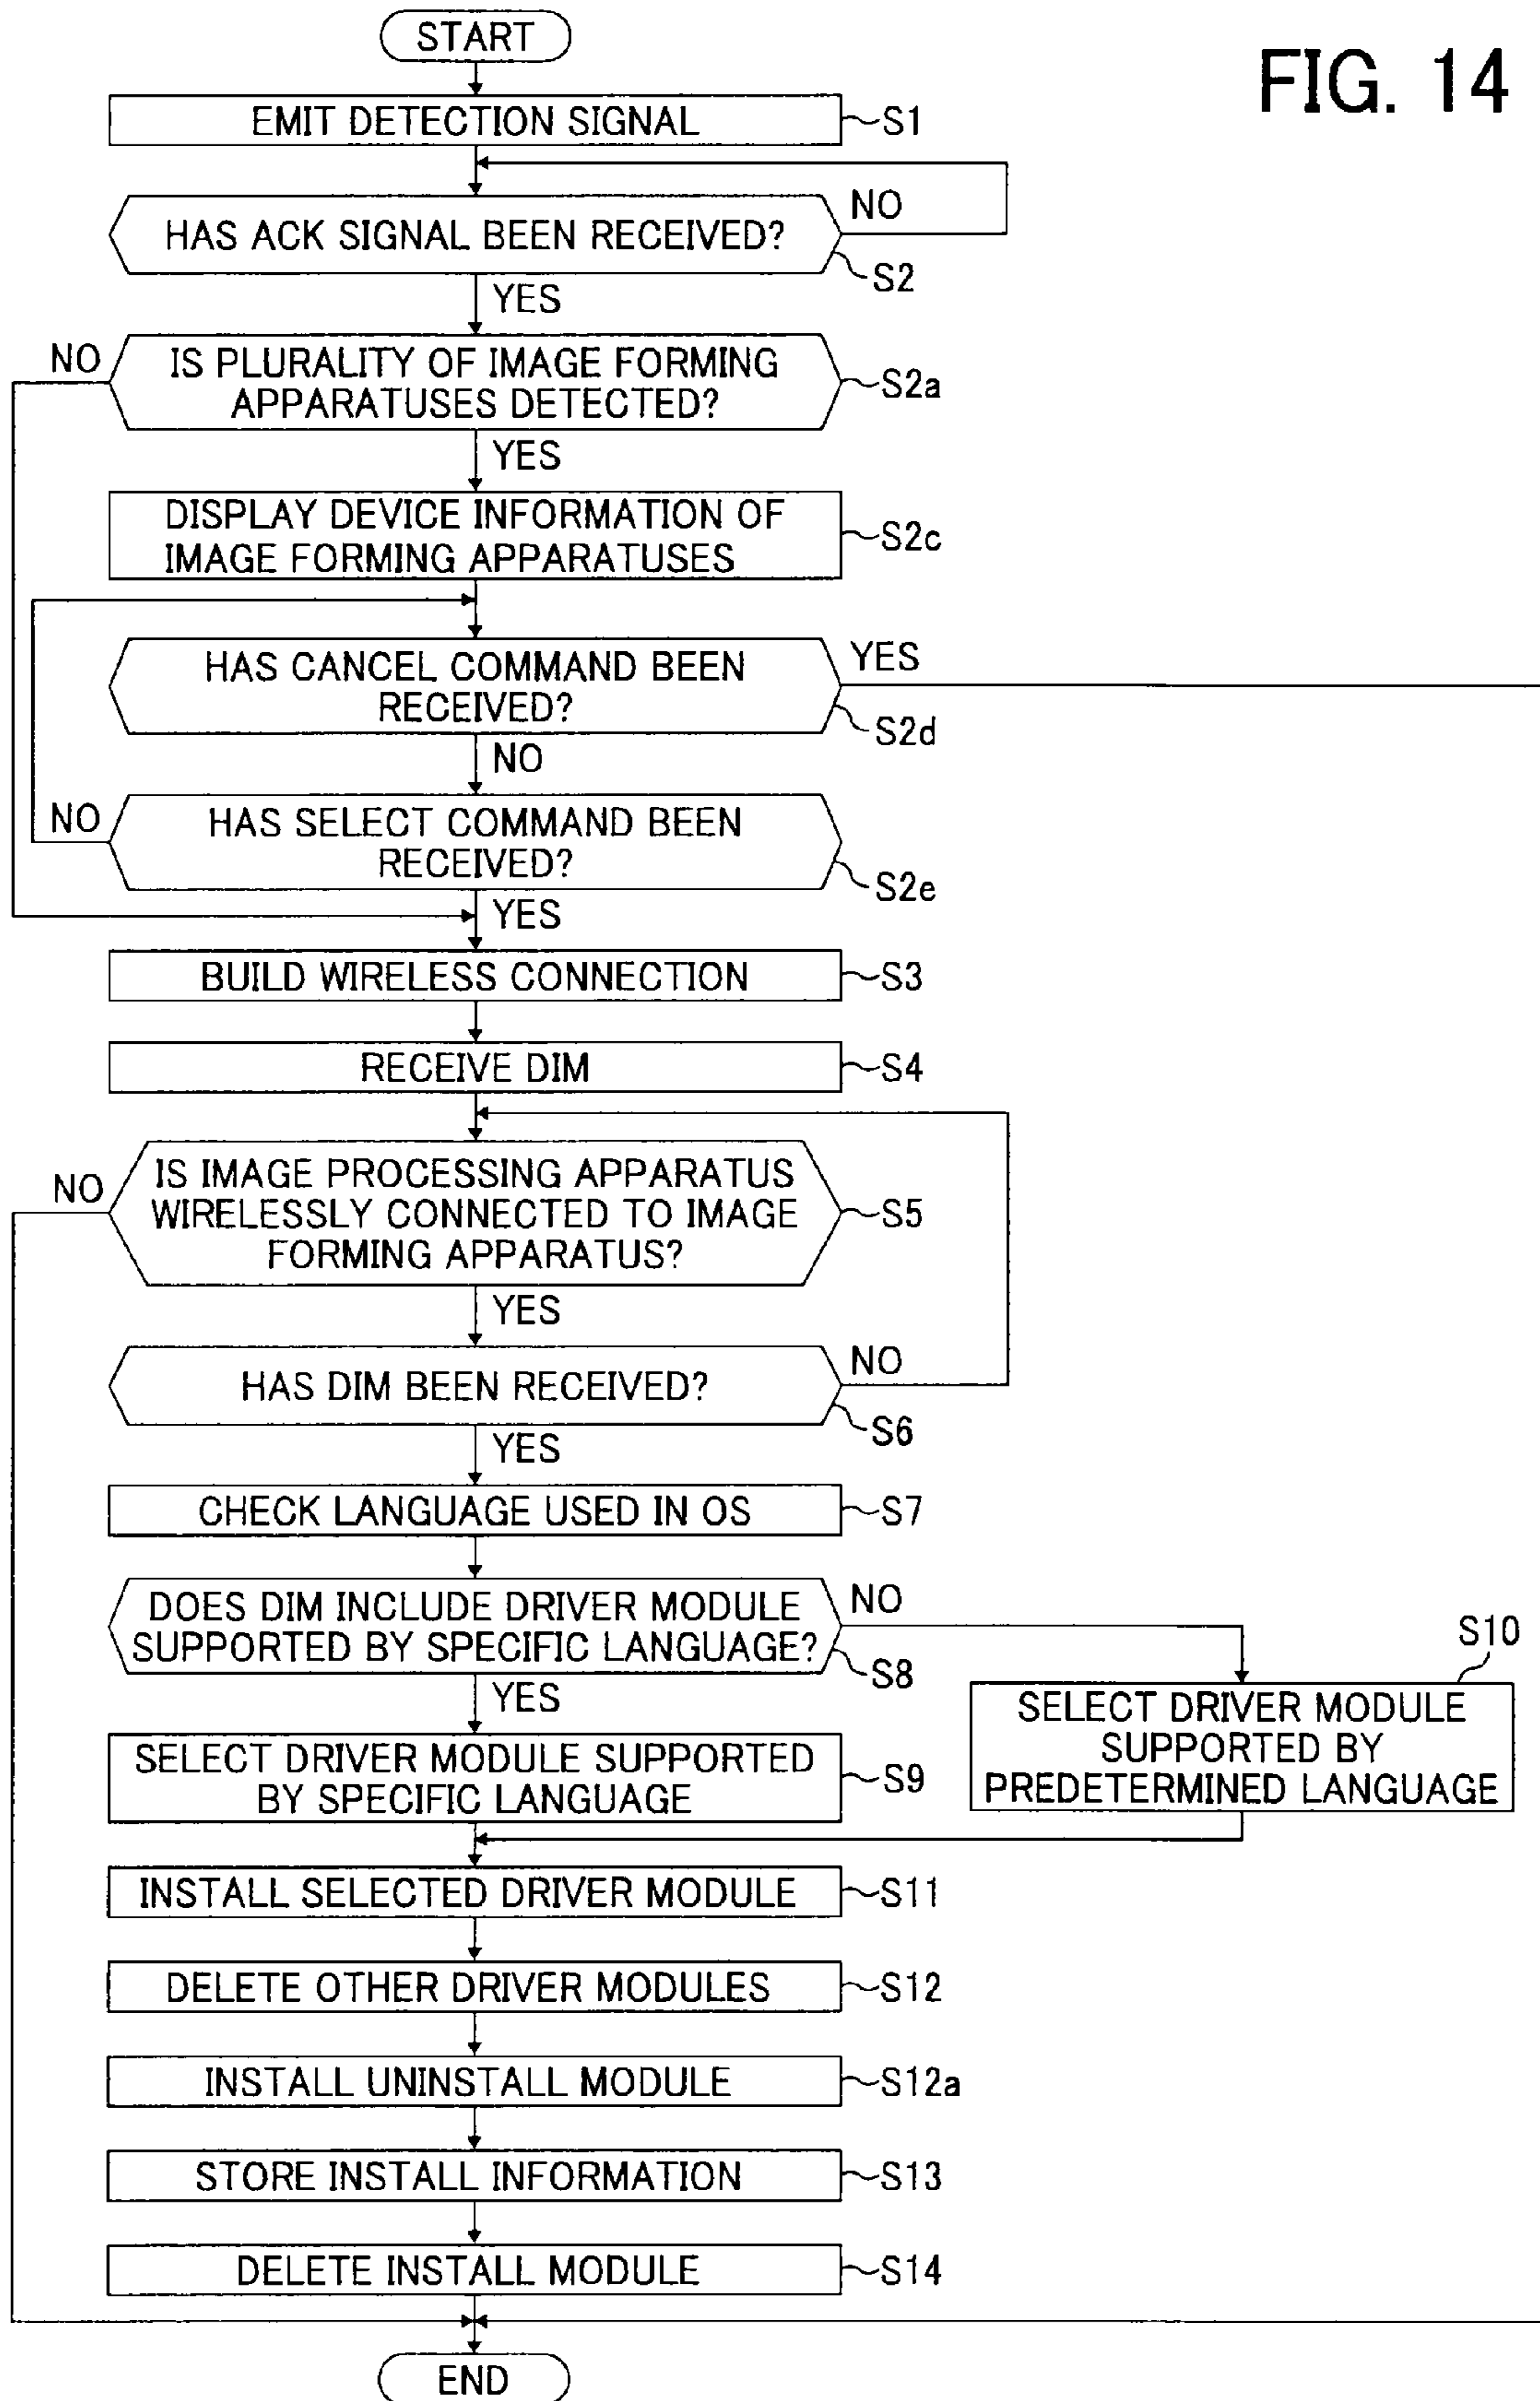 FIG. 14
START
EMIT DETECTION SIGNAL
S1
HAS ACK SIGNAL BEEN RECEIVED?
NO
S2
YES
NO
IS PLURALITY OF IMAGE FORMING
APPARATUSES DETECTED?
S2a
YES
DISPLAY DEVICE INFORMATION OF
IMAGE FORMING APPARATUSES
S2c
HAS CANCEL COMMAND BEEN
RECEIVED?
YES
S2d
NO
NO
HAS SELECT COMMAND BEEN
RECEIVED?
S2e
YES
BUILD WIRELESS CONNECTION
S3
RECEIVE DIM
S4
NO
IS IMAGE PROCESSING APPARATUS
WIRELESSLY CONNECTED TO IMAGE
FORMING APPARATUS?
S5
YES
HAS DIM BEEN RECEIVED?
NO
S6
YES
CHECK LANGUAGE USED IN OS
S7
DOES DIM INCLUDE DRIVER MODULE
SUPPORTED BY SPECIFIC LANGUAGE?
NO
S8
YES
S10
SELECT DRIVER MODULE
SUPPORTED BY
PREDETERMINED LANGUAGE
SELECT DRIVER MODULE SUPPORTED
BY SPECIFIC LANGUAGE
S9
INSTALL SELECTED DRIVER MODULE
S11
DELETE OTHER DRIVER MODULES
S12
INSTALL UNINSTALL MODULE
S12a
STORE INSTALL INFORMATION
S13
DELETE INSTALL MODULE
S14
END